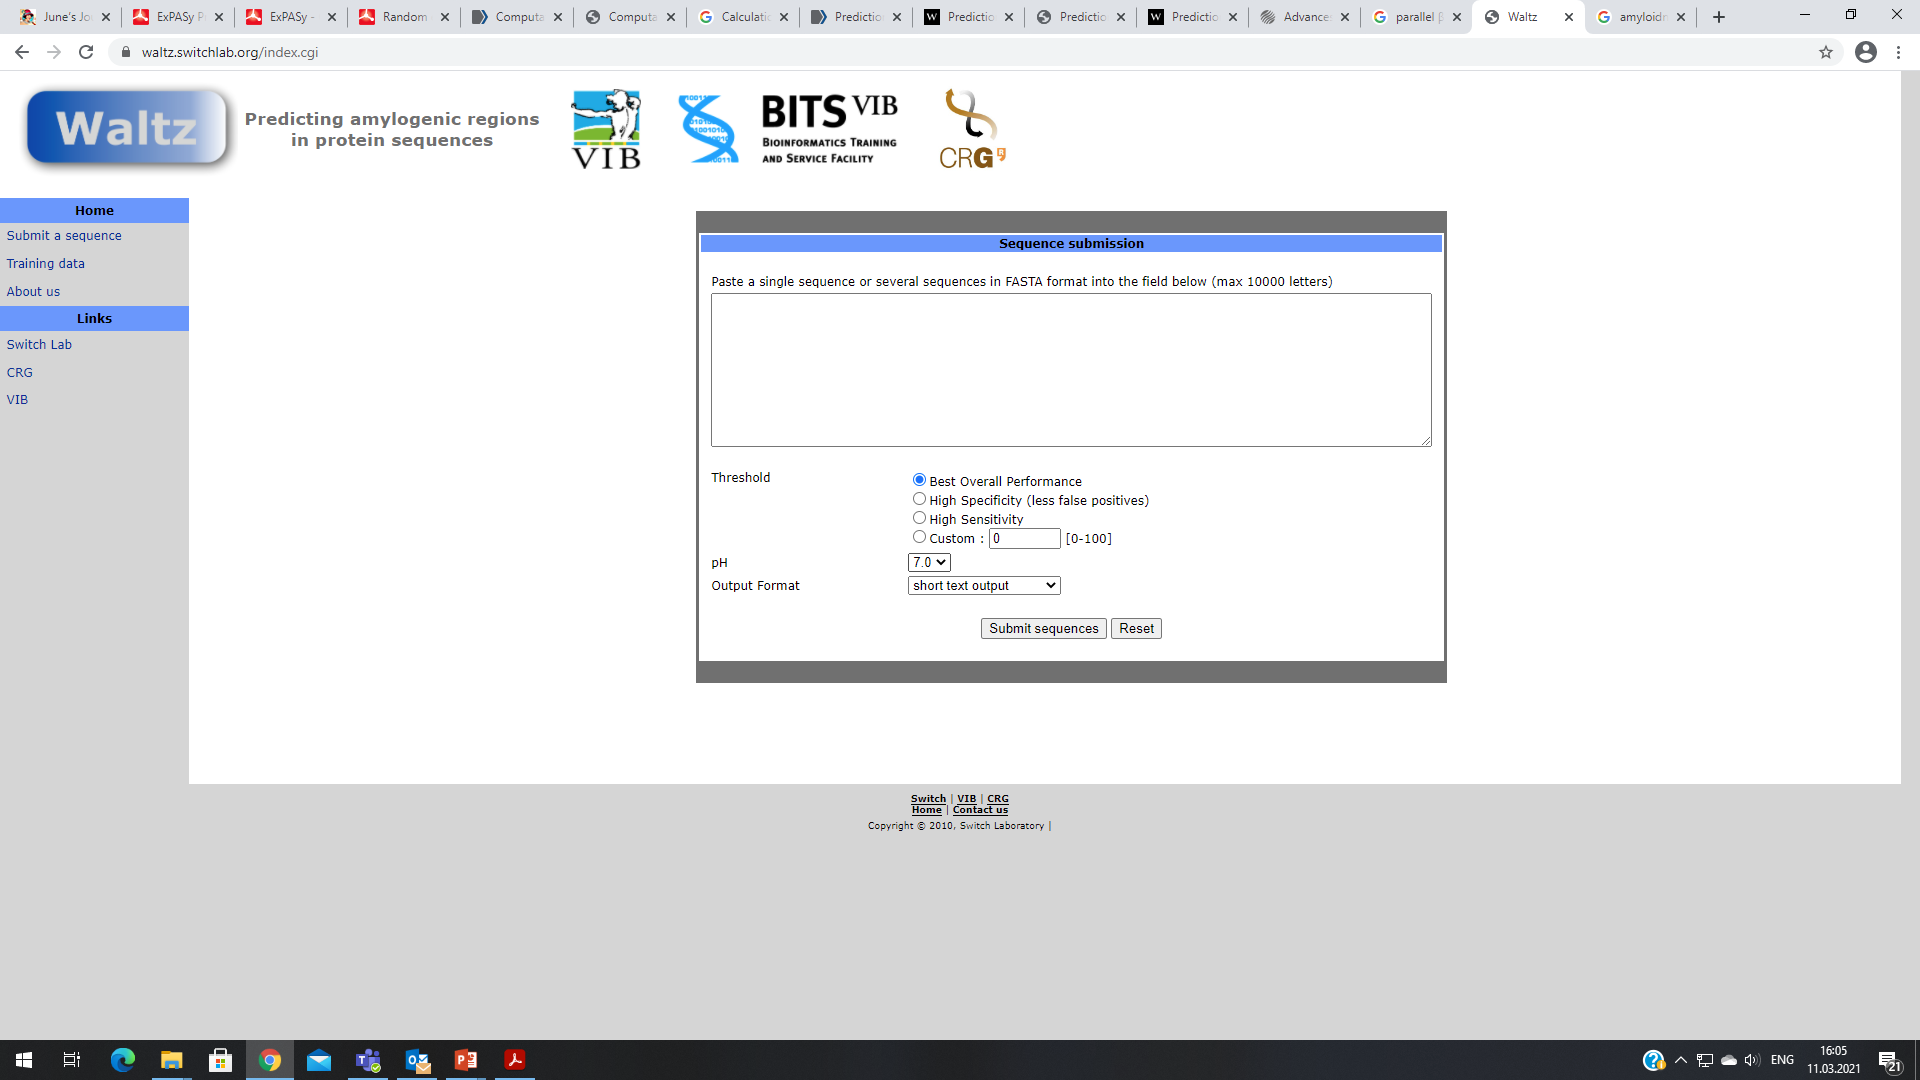 June's Jou
ExPASy P
ExPASy -
Random
Computa
Computa
Calculatio
Prediction
Predictio
Predictio
Predictio
Advances
parallel β
Waltz
amyloidn
waltz.switchlab.org/index.cgi
Waltz
Predicting amylogenic regions
in protein sequences
VIB
BITS VIB
BIOINFORMATICS TRAINING
AND SERVICE FACILITY
CRG
Home
Submit a sequence
Training data
About us
Links
Switch Lab
CRG
VIB
Sequence submission
Paste a single sequence or several sequences in FASTA format into the field below (max 10000 letters)
Threshold
Best Overall Performance
High Specificity (less false positives)
High Sensitivity
Custom : 0 [0-100]
pH 7.0
Output Format short text output
Submit sequences Reset
Switch | VIB | CRG
Home | Contact us
Copyright © 2010, Switch Laboratory |
ENG
16:05
11.03.2021
21